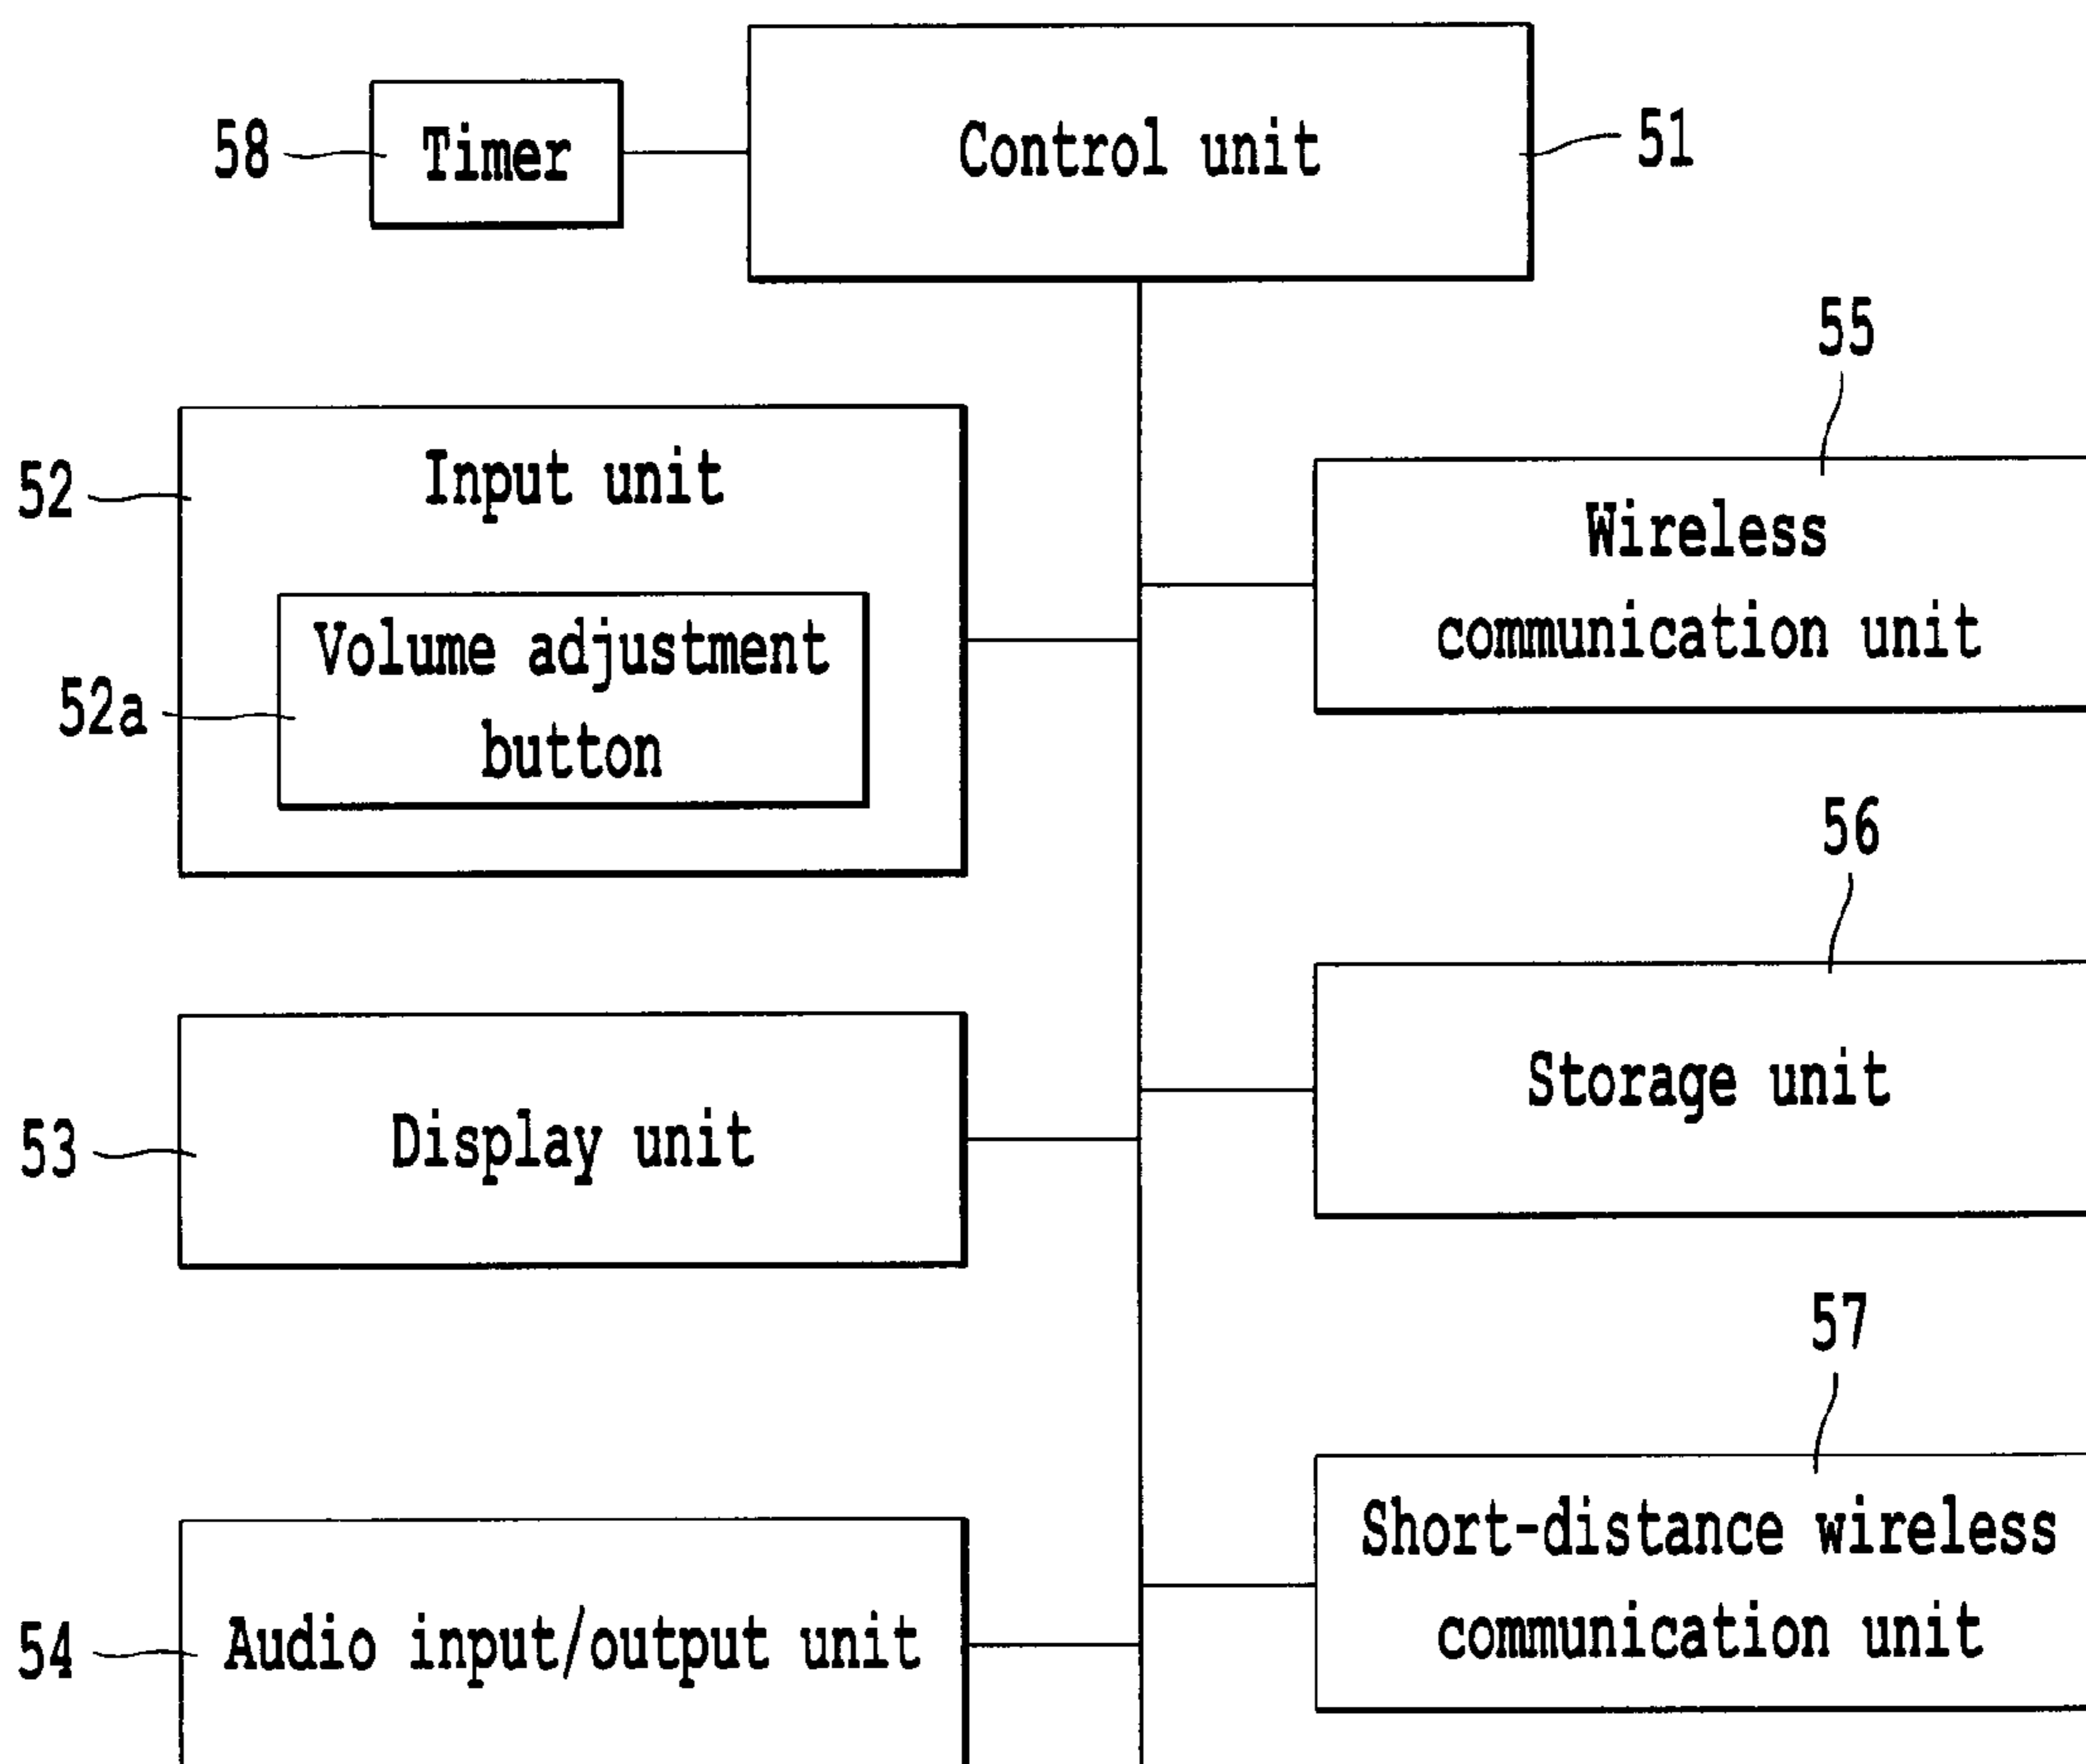 58
Timer
Control unit
51
52
Input unit
52a
Volume adjustment
button
53
Display unit
54
Audio input/output unit
55
Wireless
communication unit
56
Storage unit
57
Short-distance wireless
communication unit